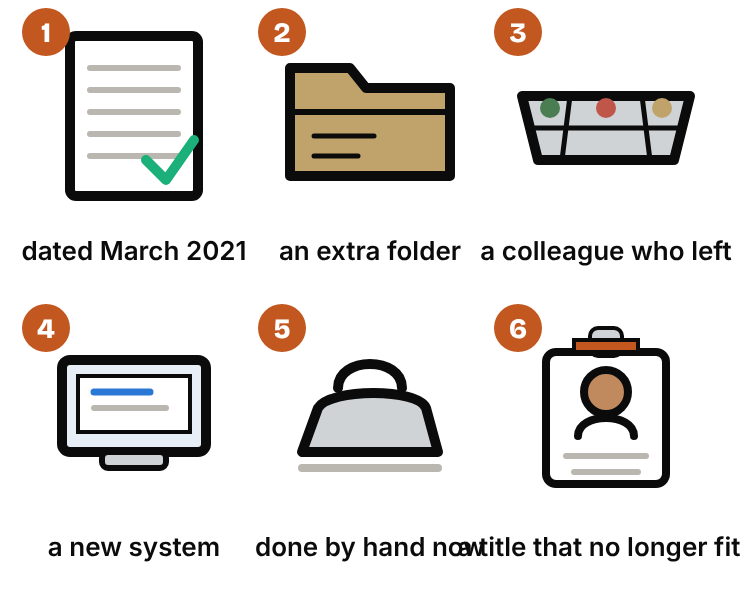 1
2
3
dated March 2021
an extra folder
a colleague who left
4
5
6
a new system
done by hand now
a title that no longer fit